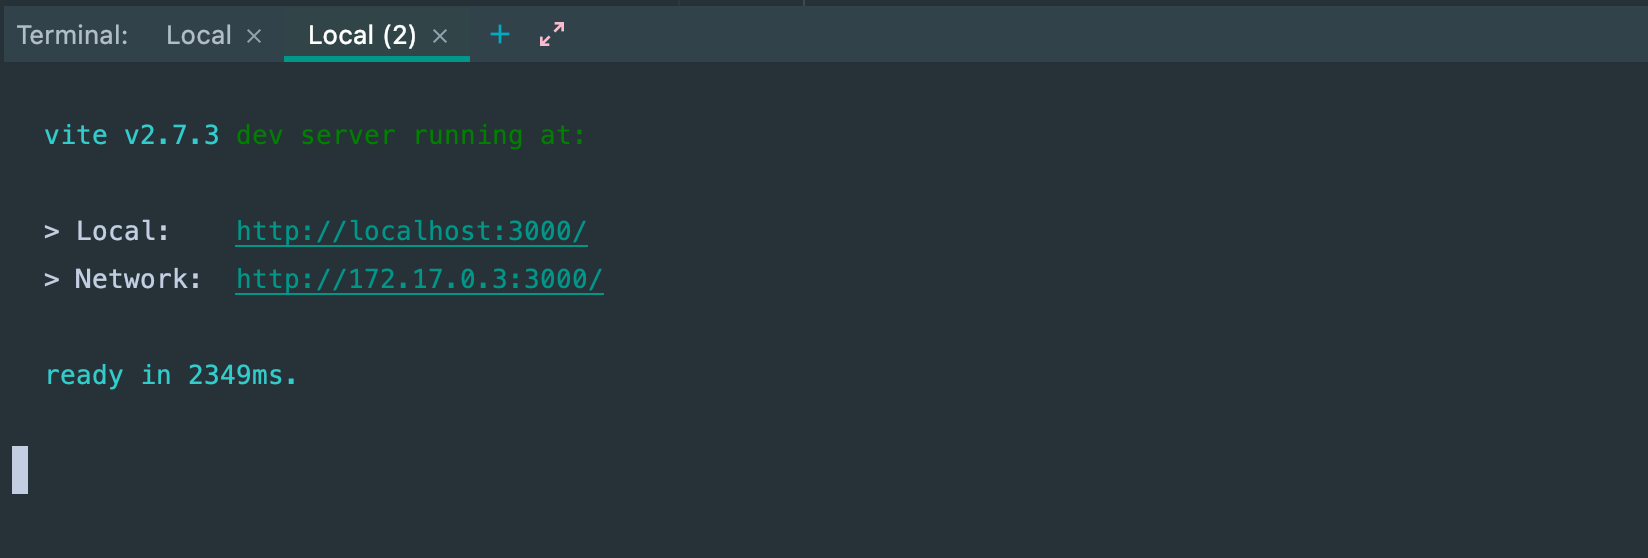 Terminal: Local × Local (2) × +
vite v2.7.3 dev server running at:
> Local: http://localhost:3000/
> Network: http://172.17.0.3:3000/
ready in 2349ms.